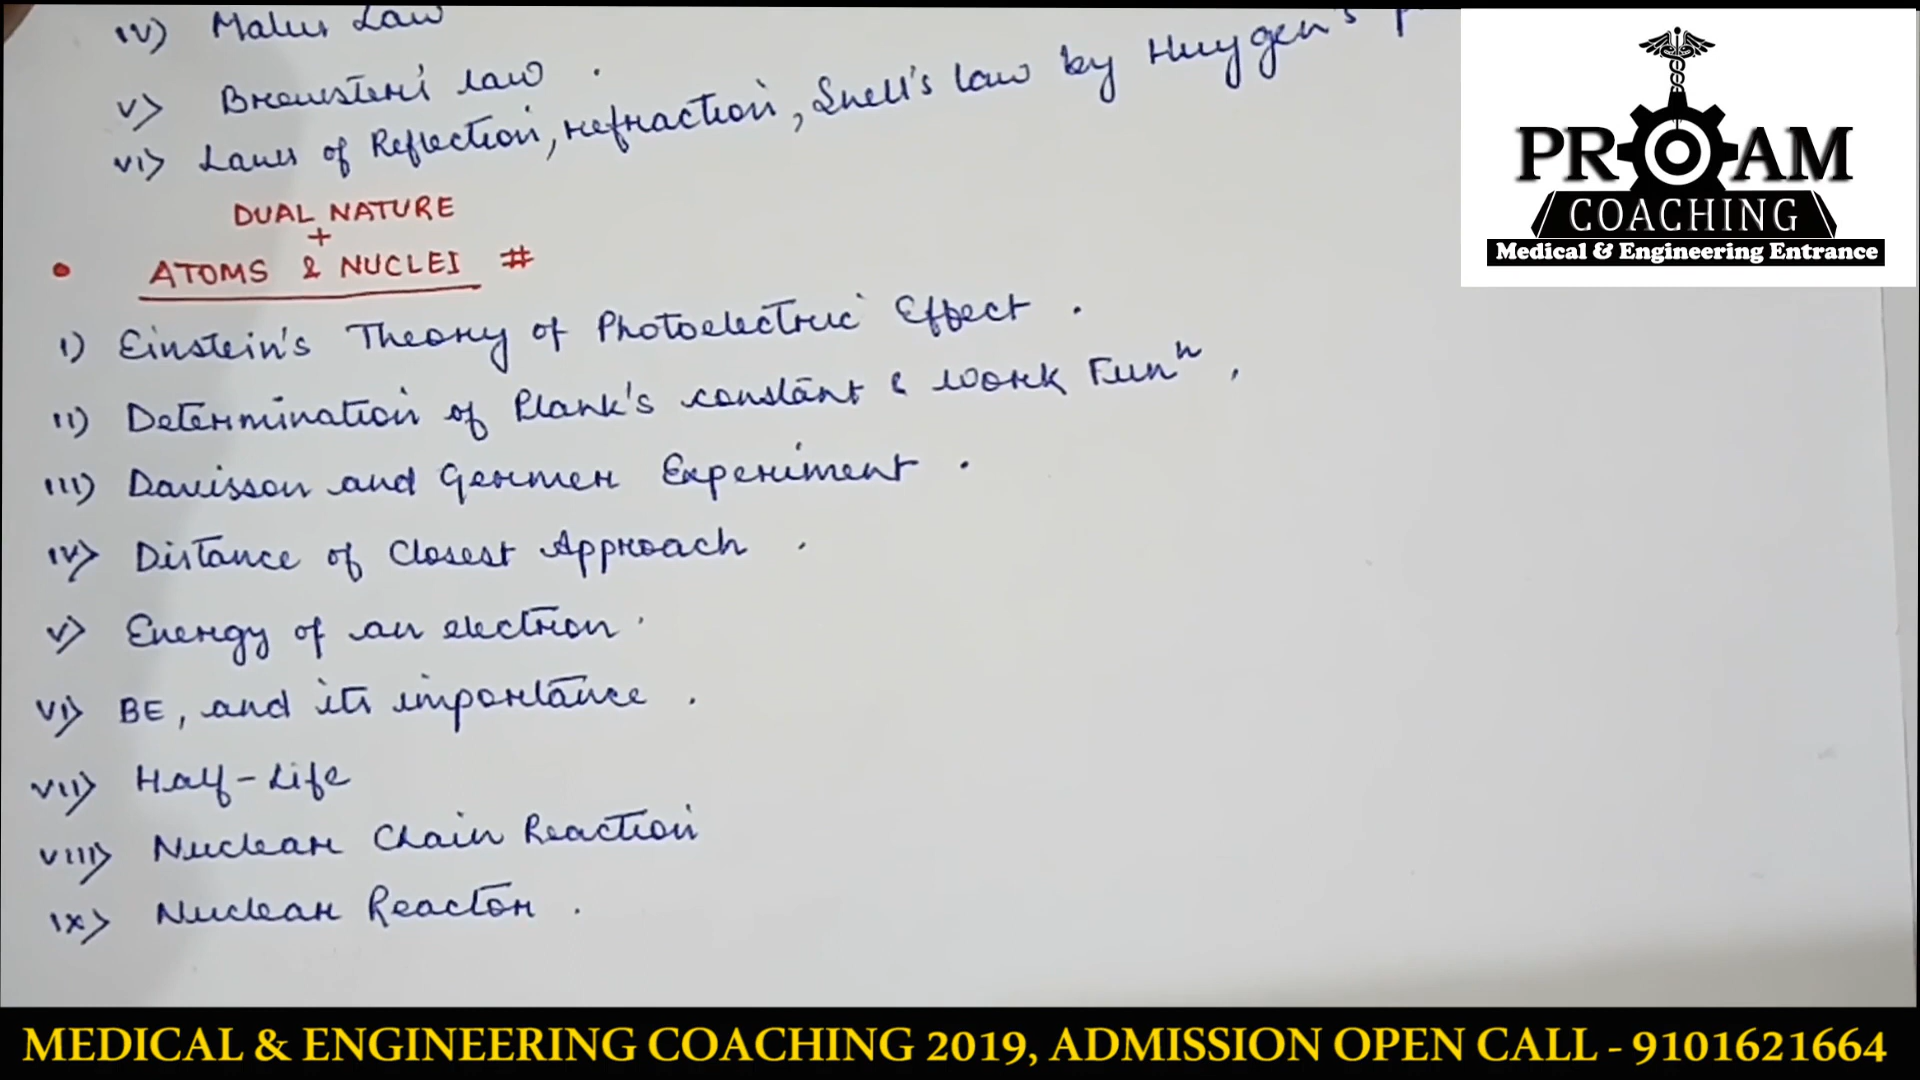 iv) Malus Law
v) Brewster's law .
vi) Laws of Reflection, refraction, Snell's law by Huygen's
DUAL NATURE
+
• ATOMS & NUCLEI #
i) Einstein's Theory of Photoelectric Effect .
ii) Determination of Plank's constant & Work Funn ,
iii) Davisson and Germer Experiment .
iv) Distance of Closest Approach .
v) Energy of an electron .
vi) BE, and its importance .
vii) Half-Life
viii) Nuclear Chain Reaction
ix) Nuclear Reactor .
PROAM
COACHING
Medical & Engineering Entrance
MEDICAL & ENGINEERING COACHING 2019, ADMISSION OPEN CALL - 9101621664